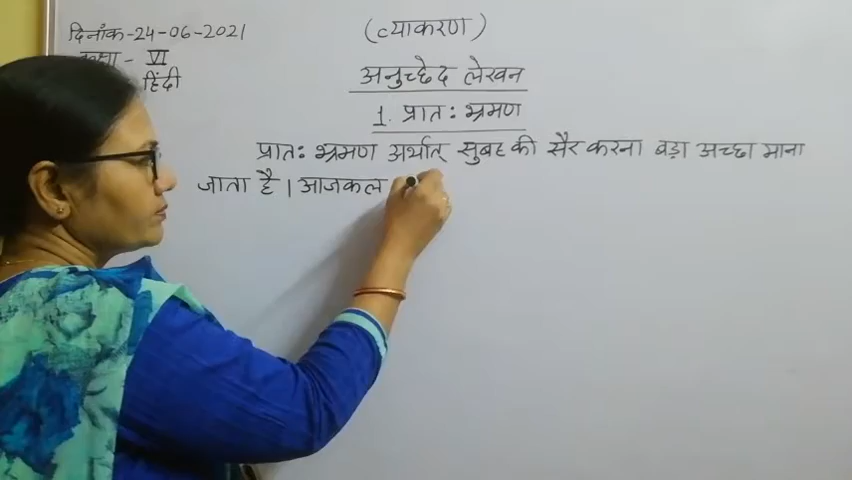 दिनांक-24-06-2021
(व्याकरण)
कक्षा - VI
हिंदी
अनुच्छेद लेखन
1. प्रात: भ्रमण
प्रात: भ्रमण अर्थात् सुबह की सैर करना बड़ा अच्छा माना
जाता है। आजकल